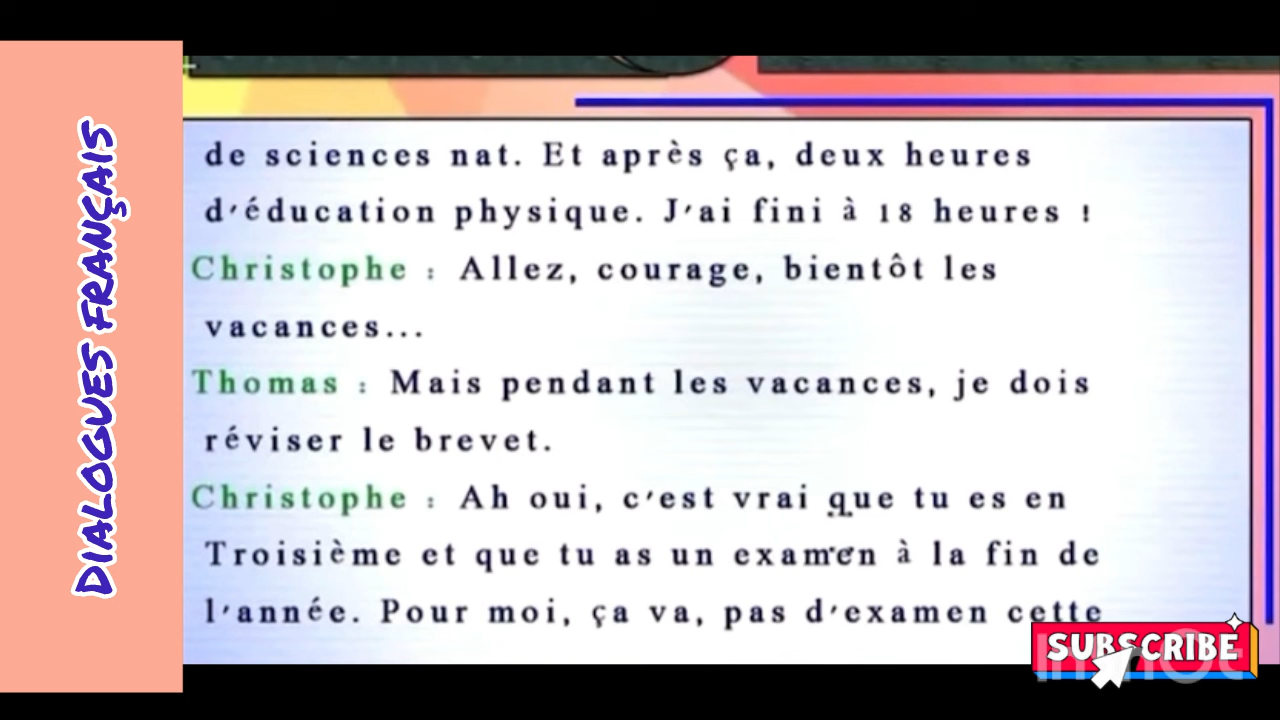 DIALOGUES FRANÇAIS
de sciences nat. Et après ça, deux heures
d'éducation physique. J'ai fini à 18 heures !
Christophe : Allez, courage, bientôt les
vacances...
Thomas : Mais pendant les vacances, je dois
réviser le brevet.
Christophe : Ah oui, c'est vrai que tu es en
Troisième et que tu as un examen à la fin de
l'année. Pour moi, ça va, pas d'examen cette
SUBSCRIBE